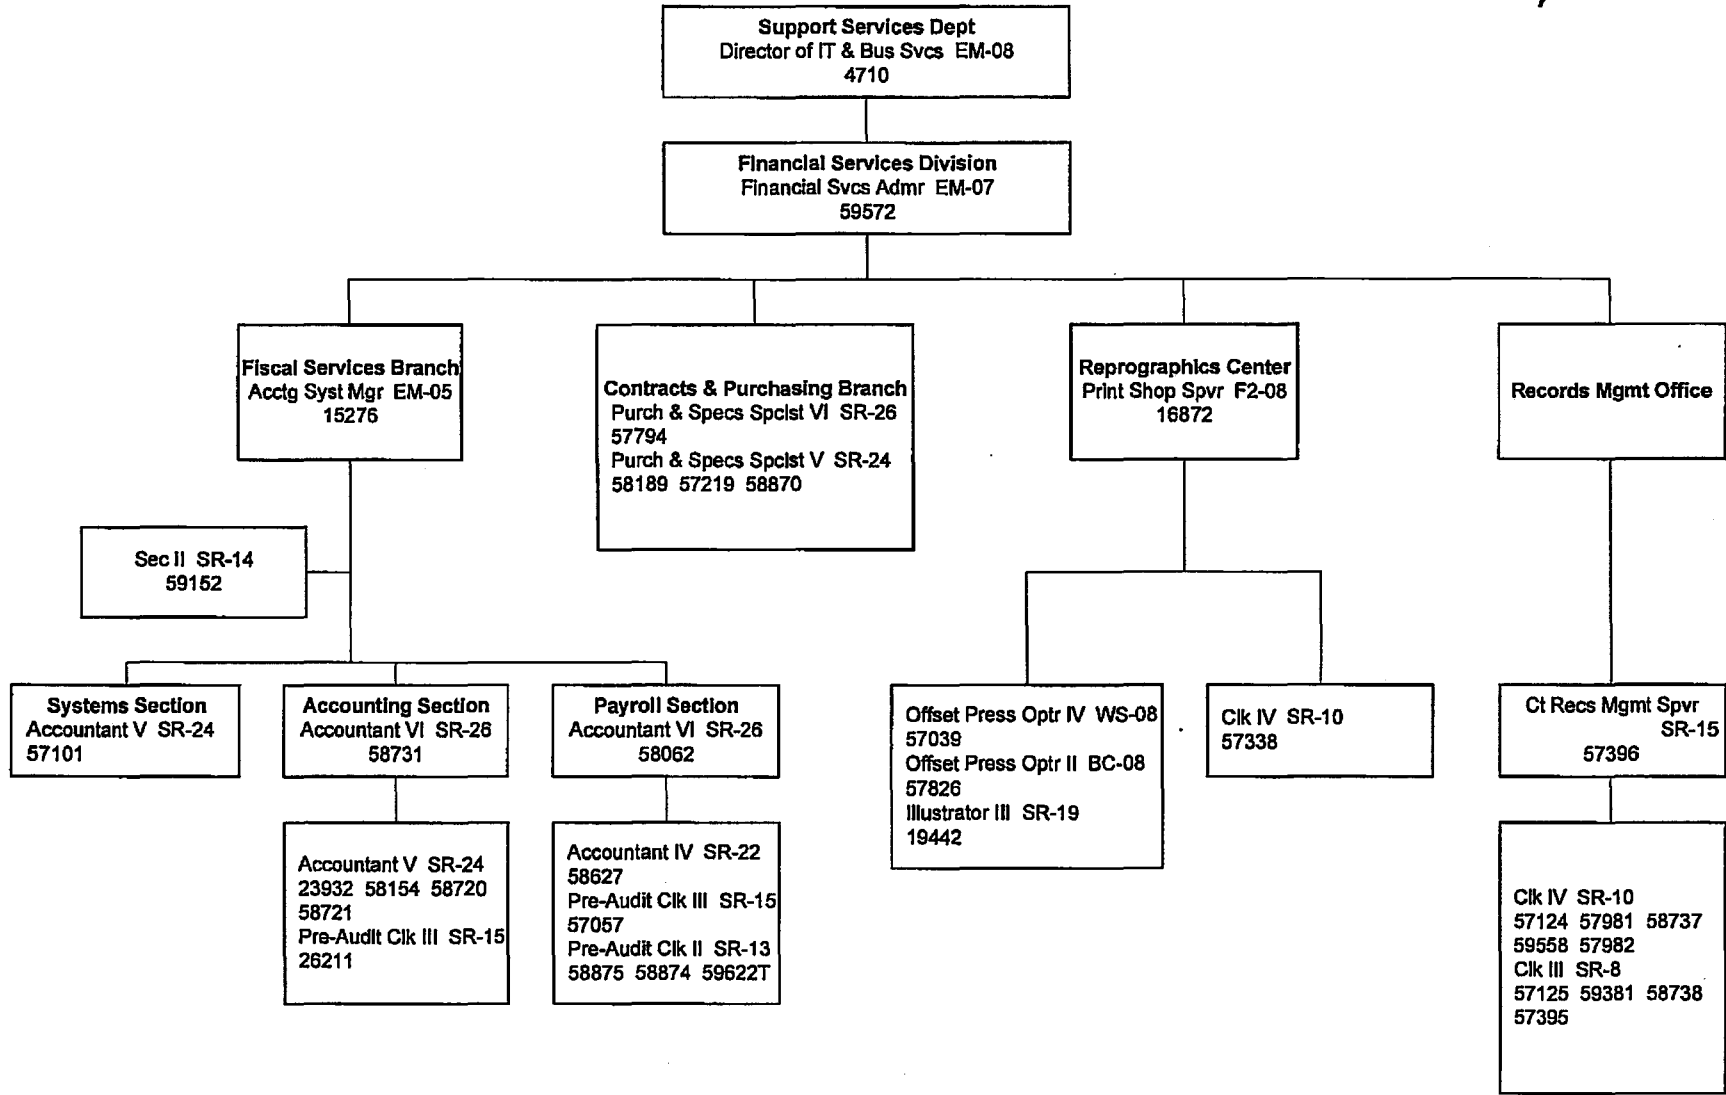 Support Services Dept
Director of IT & Bus Svcs EM-08
4710
Financial Services Division
Financial Svcs Admr EM-07
59572
Fiscal Services Branch
Acctg Syst Mgr EM-05
15276
Contracts & Purchasing Branch
Purch & Specs Spclst VI SR-26
57794
Purch & Specs Spclst V SR-24
58189 57219 58870
Reprographics Center
Print Shop Spvr F2-08
16872
Records Mgmt Office
Sec II SR-14
59152
Systems Section
Accountant V SR-24
57101
Accounting Section
Accountant VI SR-26
58731
Payroll Section
Accountant VI SR-26
58062
Offset Press Optr IV WS-08
57039
Offset Press Optr II BC-08
57826
Illustrator III SR-19
19442
Clk IV SR-10
57338
Ct Recs Mgmt Spvr
SR-15
57396
Accountant V SR-24
23932 58154 58720
58721
Pre-Audit Clk III SR-15
26211
Accountant IV SR-22
58627
Pre-Audit Clk III SR-15
57057
Pre-Audit Clk II SR-13
58875 58874 59622T
Clk IV SR-10
57124 57981 58737
59558 57982
Clk III SR-8
57125 59381 58738
57395